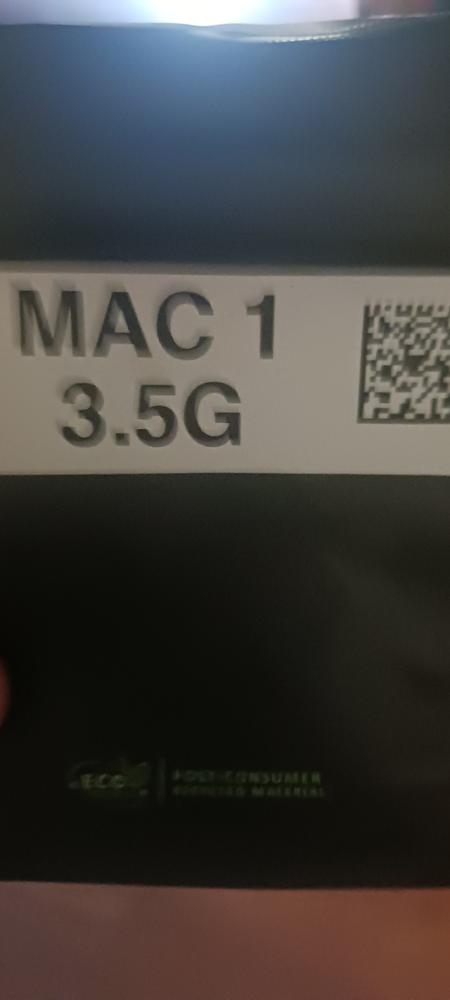 MAC 1
3.5G
ECO
POST-CONSUMER
RECYCLED MATERIAL